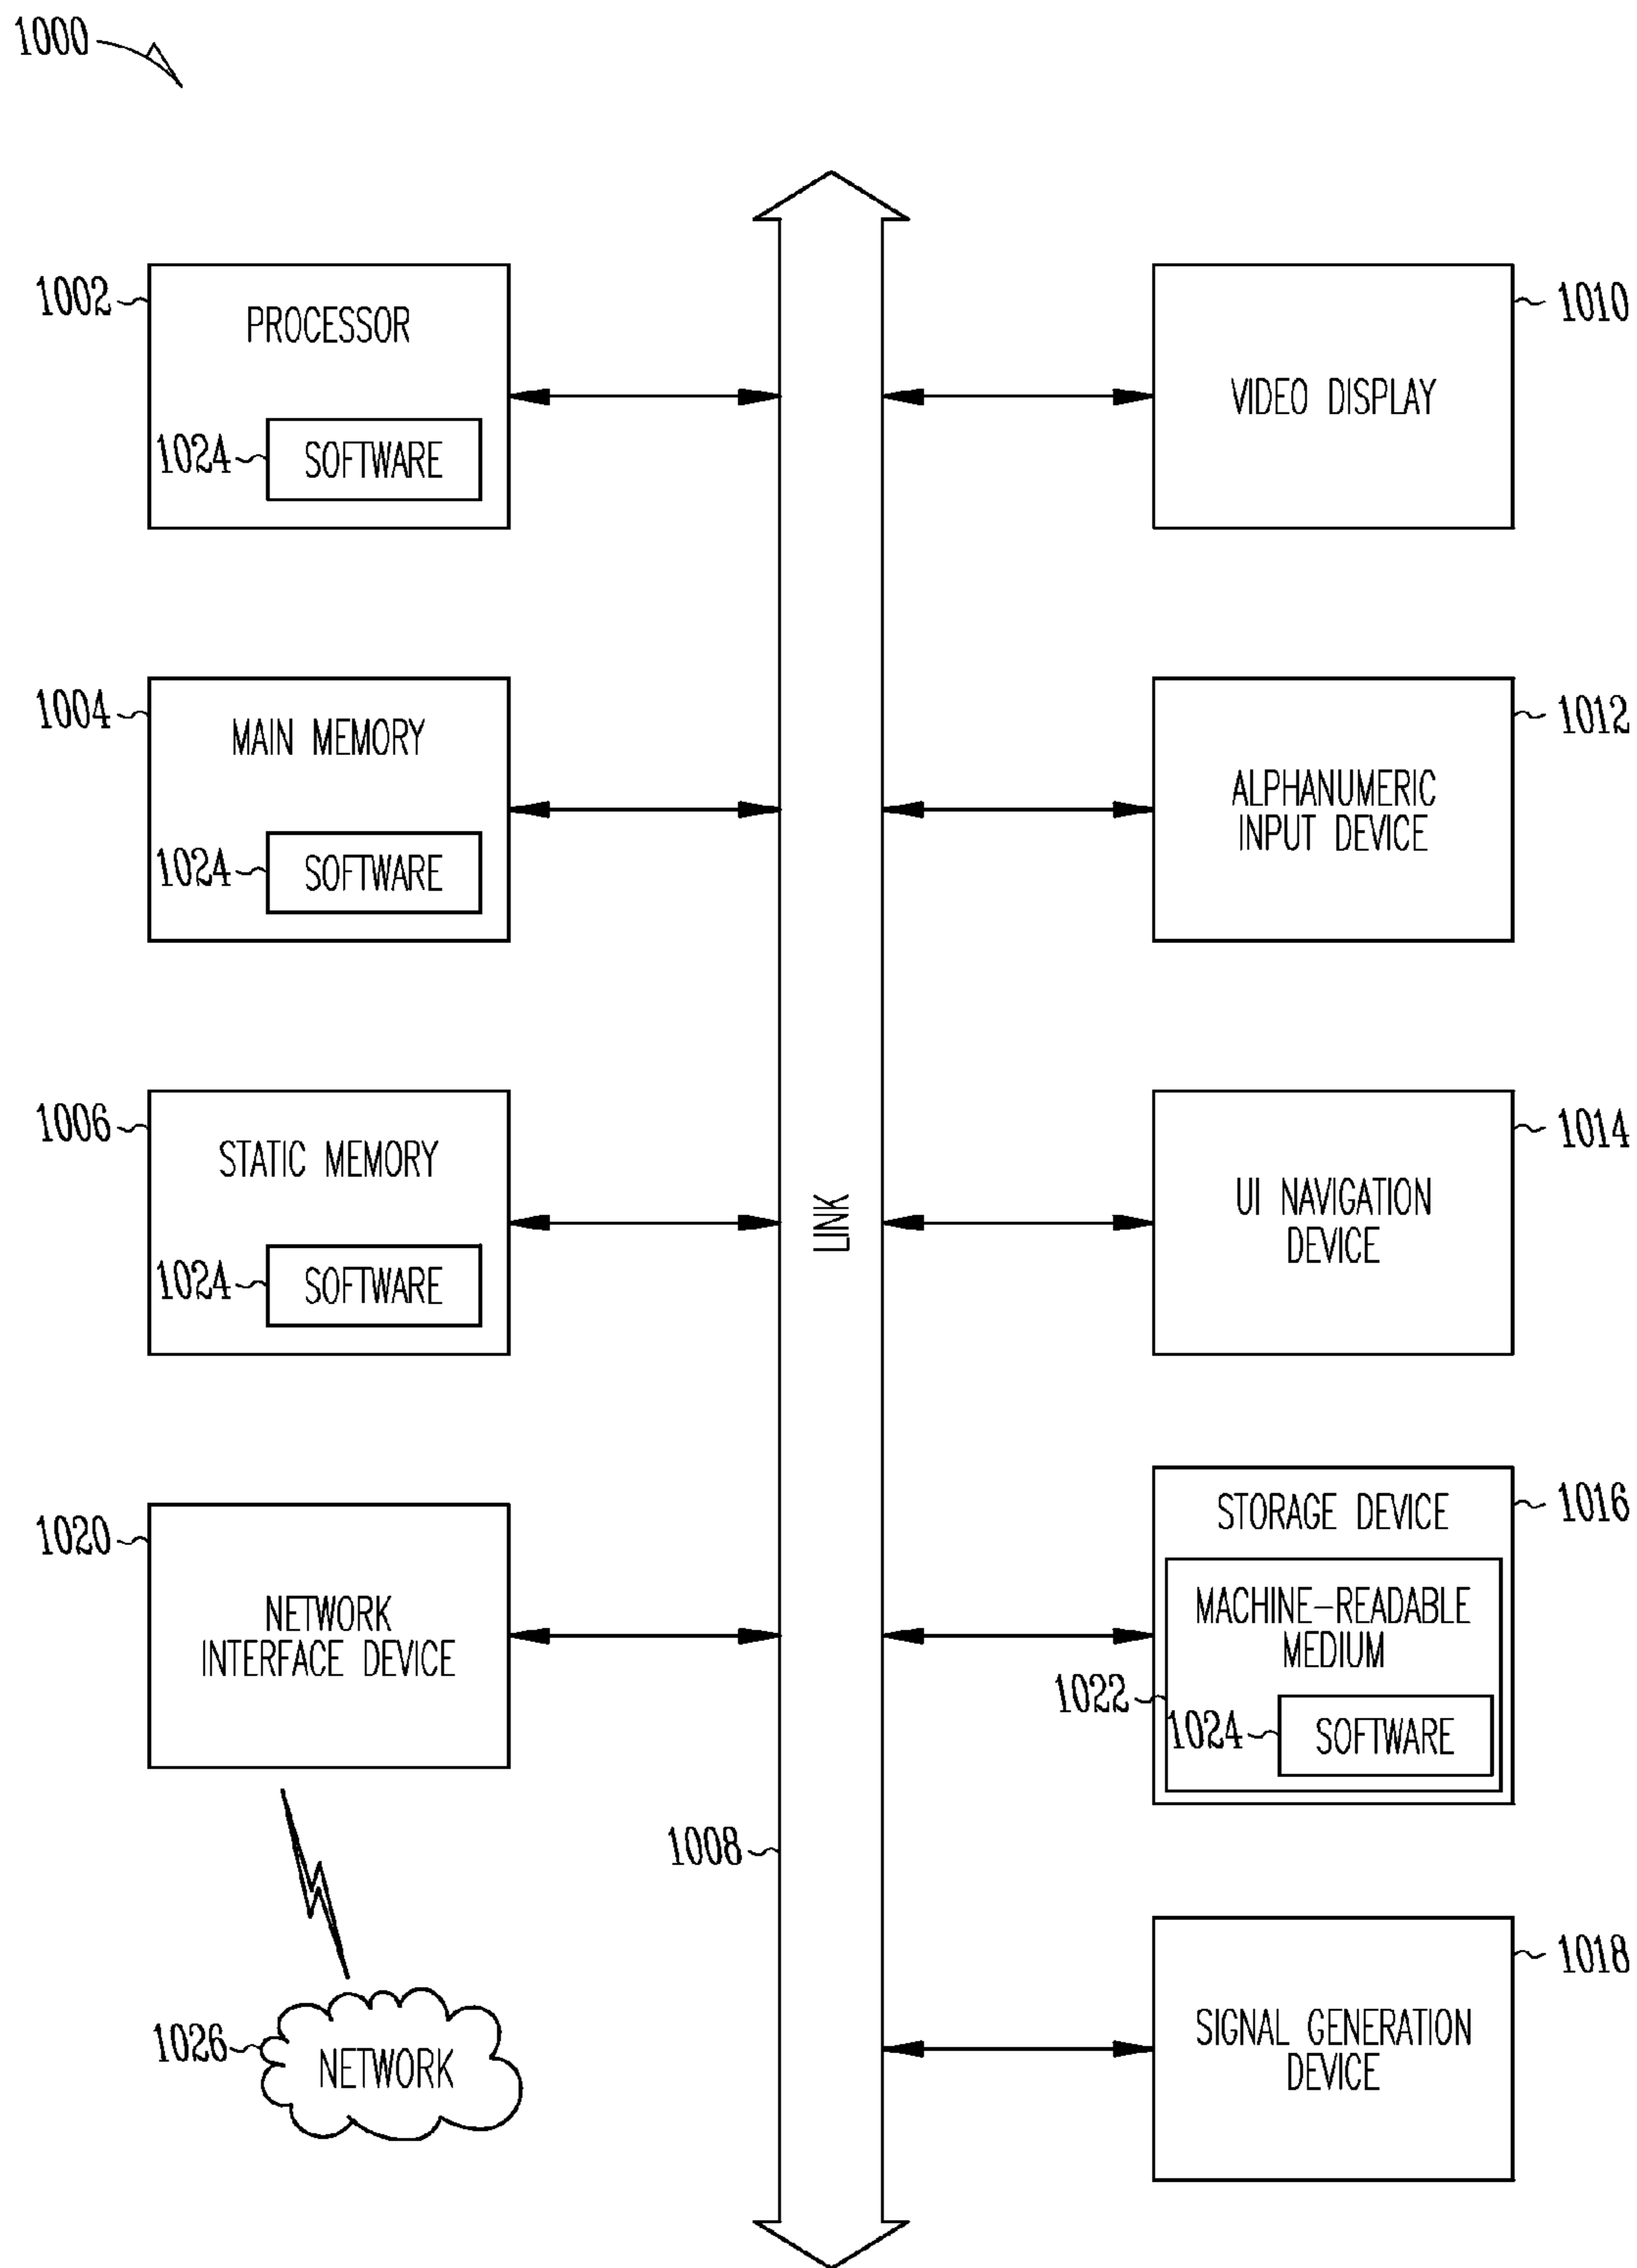 1000
1002
PROCESSOR
1024
SOFTWARE
1004
MAIN MEMORY
1024
SOFTWARE
1006
STATIC MEMORY
1024
SOFTWARE
1020
NETWORK
INTERFACE DEVICE
1026
NETWORK
LINK
1008
1010
VIDEO DISPLAY
1012
ALPHANUMERIC
INPUT DEVICE
1014
UI NAVIGATION
DEVICE
1016
STORAGE DEVICE
MACHINE-READABLE
MEDIUM
1022
1024
SOFTWARE
1018
SIGNAL GENERATION
DEVICE